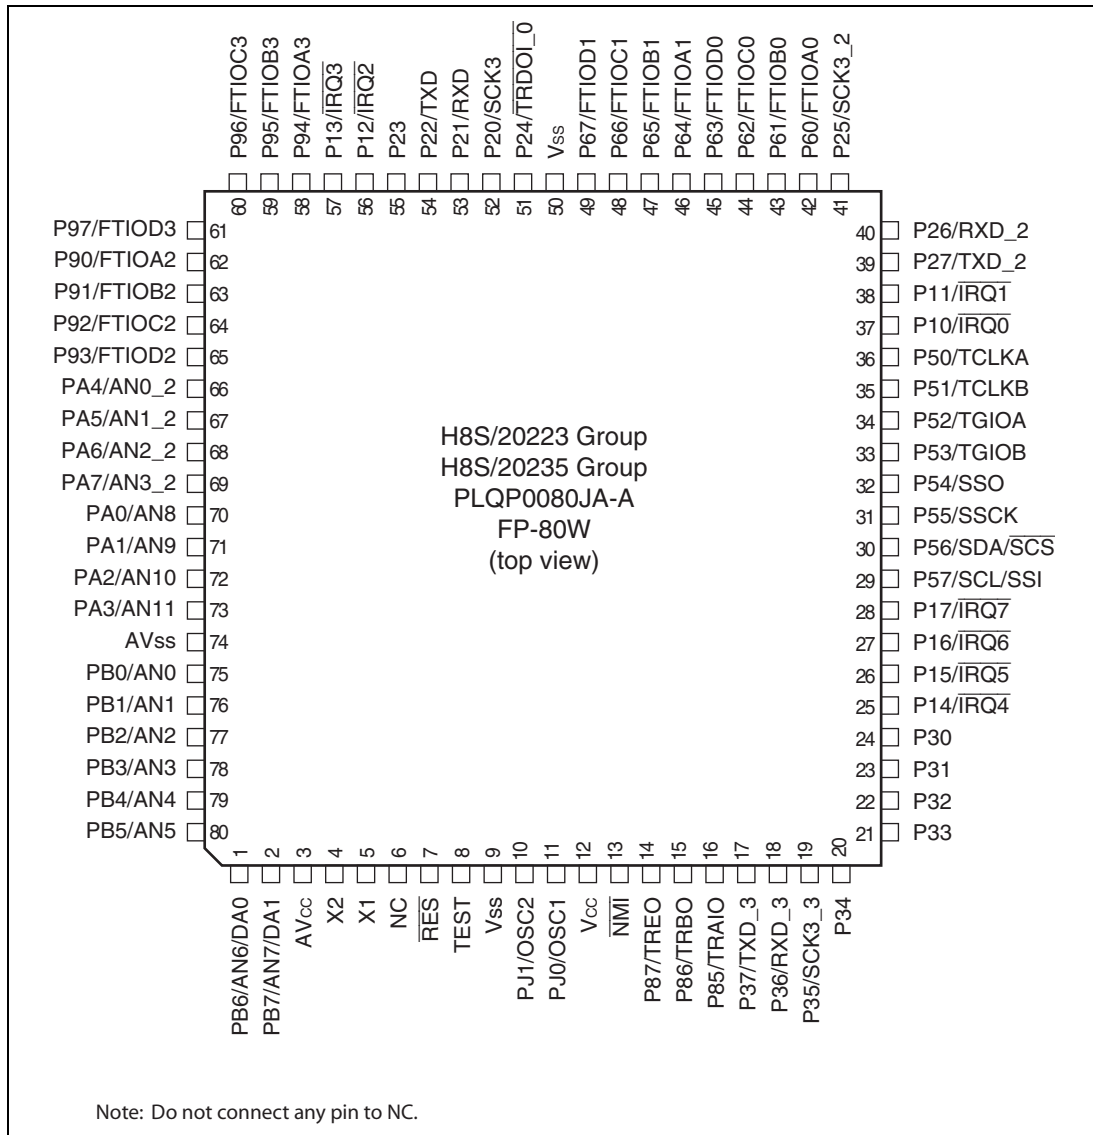 P96/FTIOC3
P95/FTIOB3
P94/FTIOA3
P13/IRQ3
P12/IRQ2
P23
P22/TXD
P21/RXD
P20/SCK3
P24/TRDOI_0
Vss
P67/FTIOD1
P66/FTIOC1
P65/FTIOB1
P64/FTIOA1
P63/FTIOD0
P62/FTIOC0
P61/FTIOB0
P60/FTIOA0
P25/SCK3_2
60 59 58 57 56 55 54 53 52 51 50 49 48 47 46 45 44 43 42 41
P97/FTIOD3 61
P90/FTIOA2 62
P91/FTIOB2 63
P92/FTIOC2 64
P93/FTIOD2 65
PA4/AN0_2 66
PA5/AN1_2 67
PA6/AN2_2 68
PA7/AN3_2 69
PA0/AN8 70
PA1/AN9 71
PA2/AN10 72
PA3/AN11 73
AVss 74
PB0/AN0 75
PB1/AN1 76
PB2/AN2 77
PB3/AN3 78
PB4/AN4 79
PB5/AN5 80
H8S/20223 Group
H8S/20235 Group
PLQP0080JA-A
FP-80W
(top view)
40 P26/RXD_2
39 P27/TXD_2
38 P11/IRQ1
37 P10/IRQ0
36 P50/TCLKA
35 P51/TCLKB
34 P52/TGIOA
33 P53/TGIOB
32 P54/SSO
31 P55/SSCK
30 P56/SDA/SCS
29 P57/SCL/SSI
28 P17/IRQ7
27 P16/IRQ6
26 P15/IRQ5
25 P14/IRQ4
24 P30
23 P31
22 P32
21 P33
1 2 3 4 5 6 7 8 9 10 11 12 13 14 15 16 17 18 19 20
PB6/AN6/DA0
PB7/AN7/DA1
AVcc
X2
X1
NC
RES
TEST
Vss
PJ1/OSC2
PJ0/OSC1
Vcc
NMI
P87/TREO
P86/TRBO
P85/TRAIO
P37/TXD_3
P36/RXD_3
P35/SCK3_3
P34
Note: Do not connect any pin to NC.